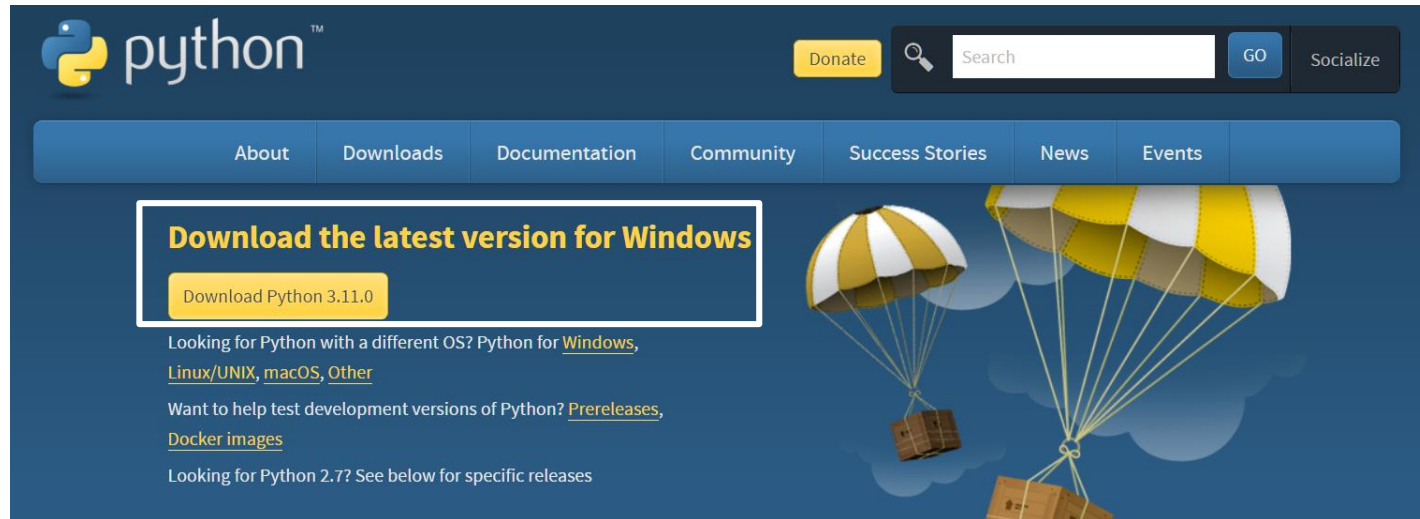 python™
Donate
Search
GO
Socialize
About Downloads Documentation Community Success Stories News Events
Download the latest version for Windows
Download Python 3.11.0
Looking for Python with a different OS? Python for Windows,
Linux/UNIX, macOS, Other
Want to help test development versions of Python? Prereleases,
Docker images
Looking for Python 2.7? See below for specific releases